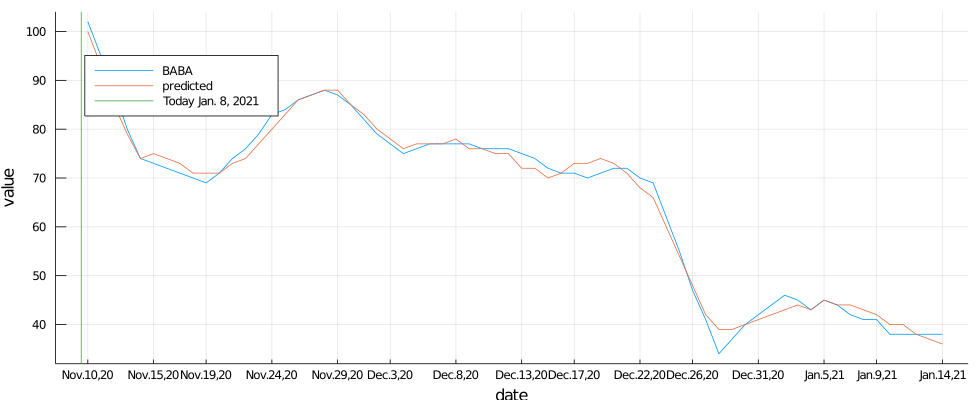 100
90
80
70
60
50
40
value
BABA
predicted
Today Jan. 8, 2021
Nov.10,20 Nov.15,20 Nov.19,20 Nov.24,20 Nov.29,20 Dec.3,20 Dec.8,20 Dec.13,20 Dec.17,20 Dec.22,20 Dec.26,20 Dec.31,20 Jan.5,21 Jan.9,21 Jan.14,21
date